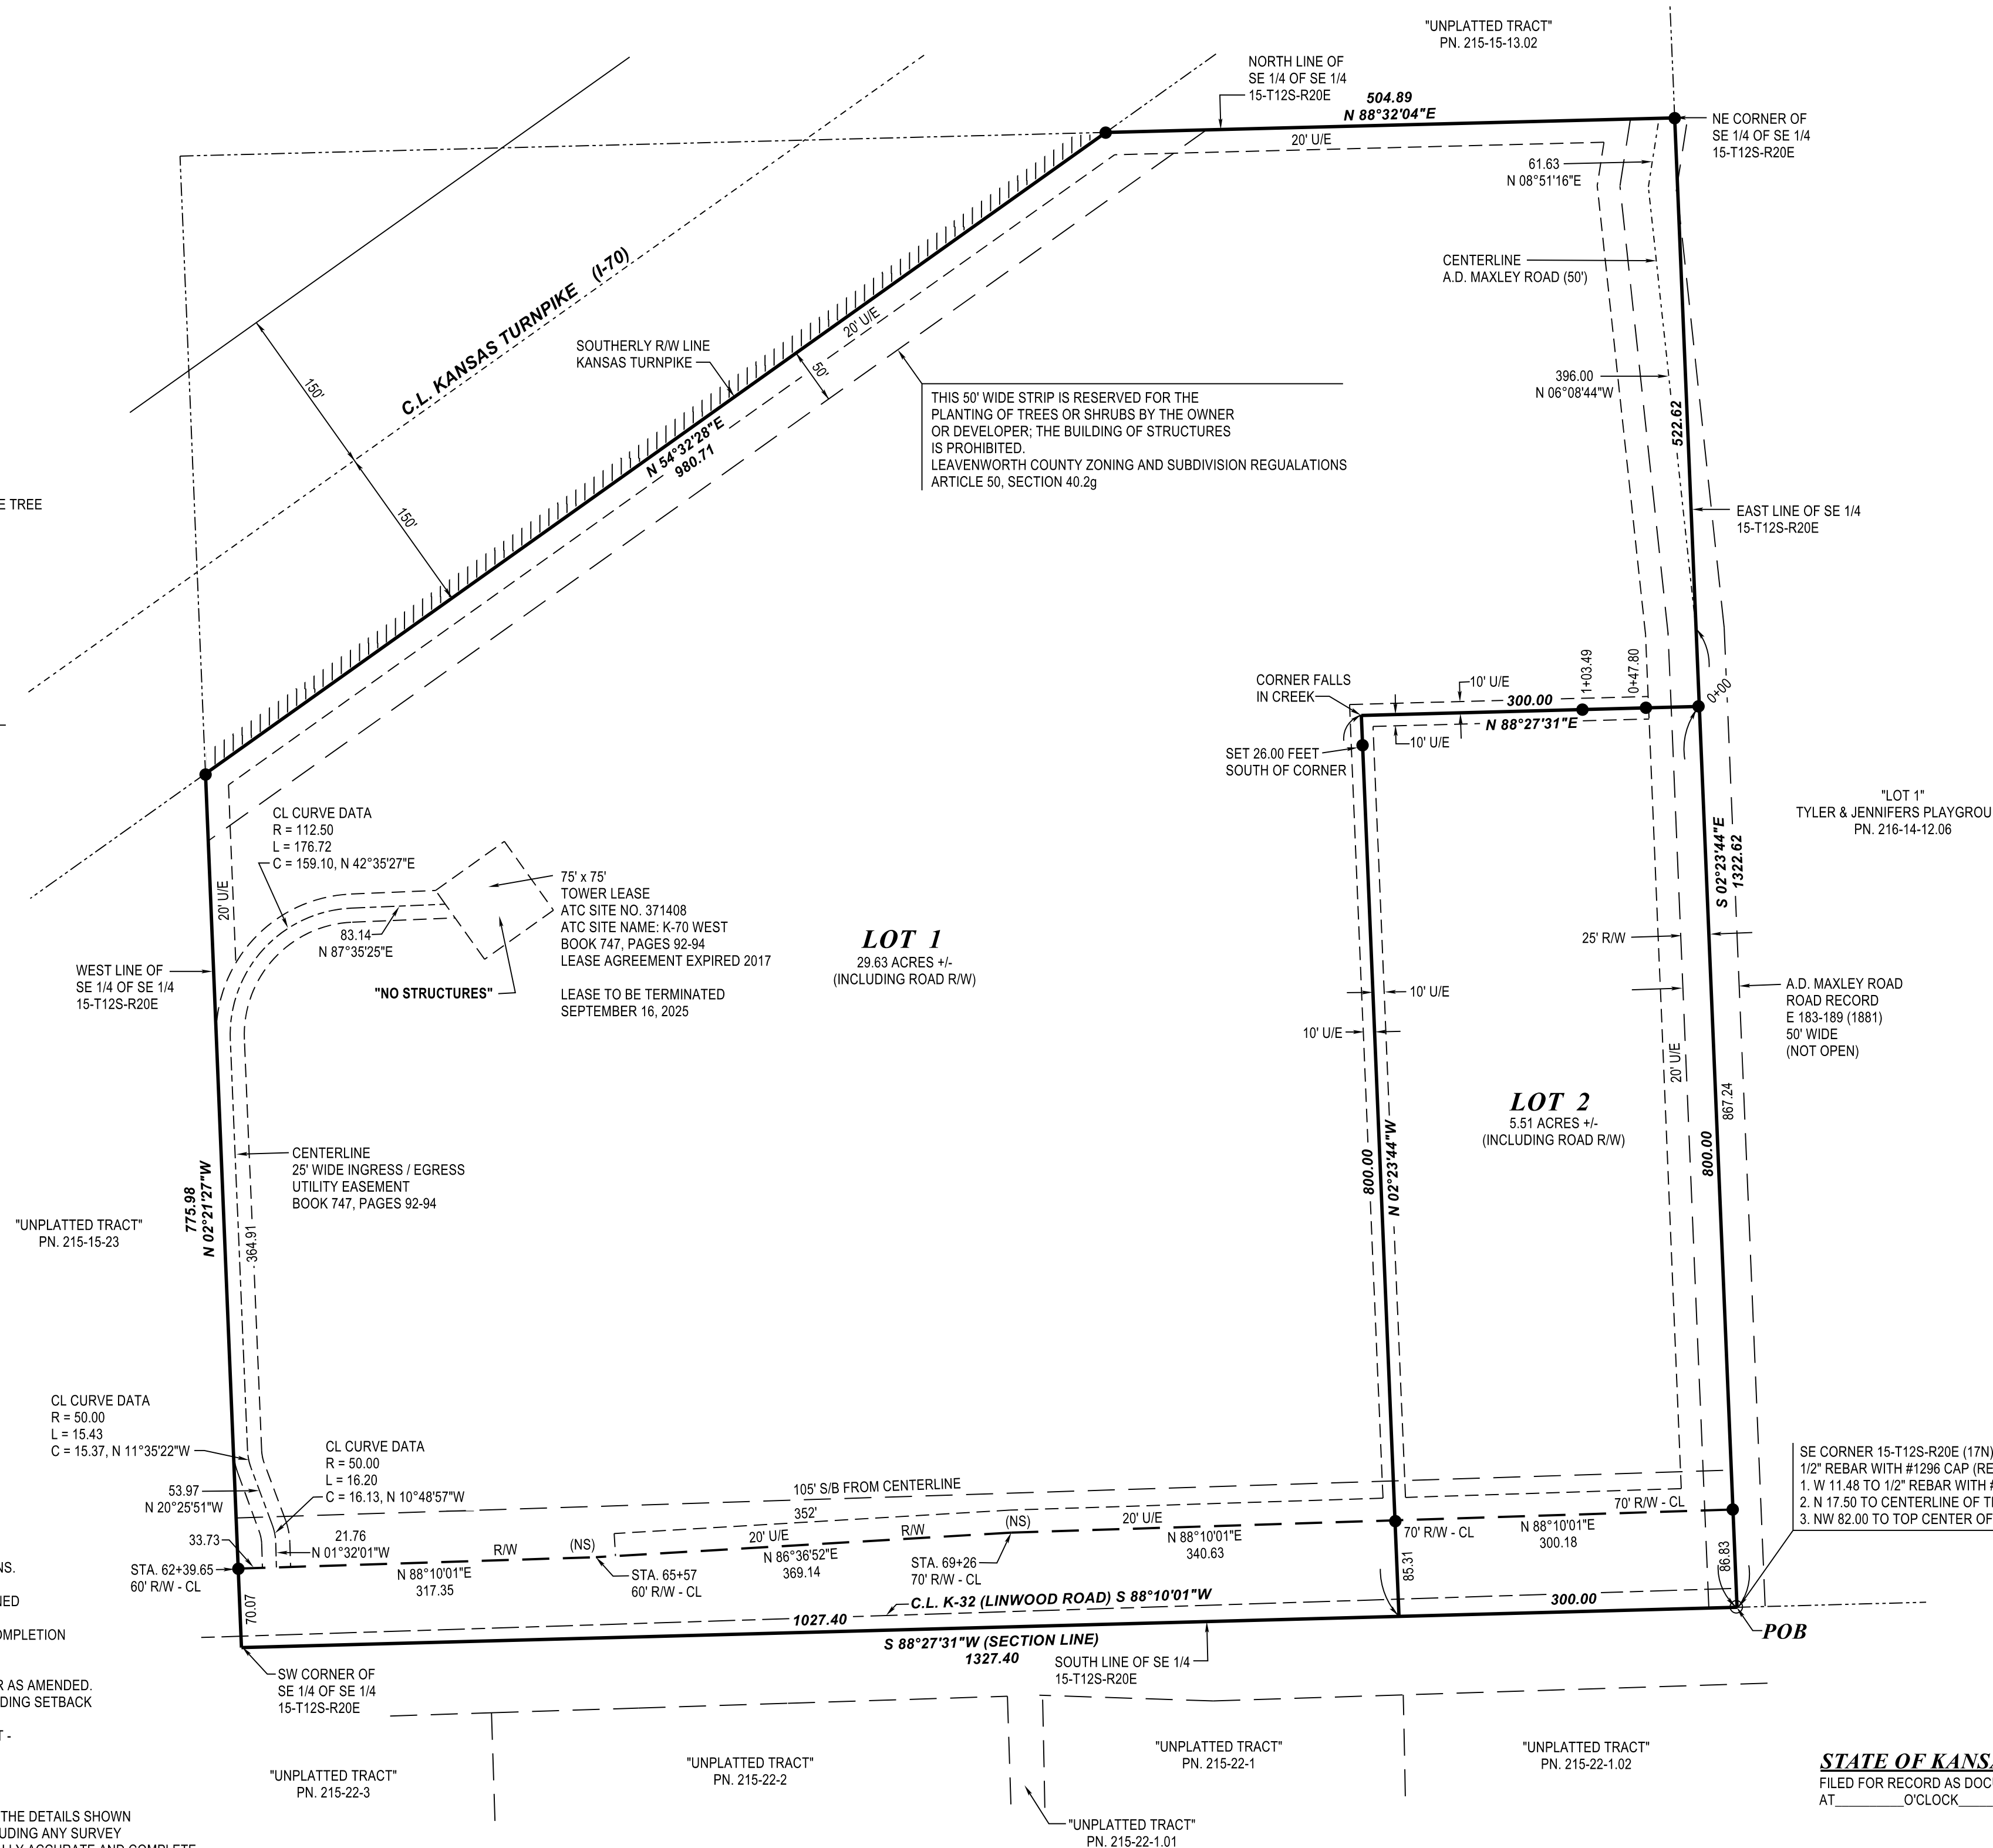 "UNPLATTED TRACT"
PN. 215-15-13.02
NORTH LINE OF
SE 1/4 OF SE 1/4
15-T12S-R20E
504.89
N 88°32'04"E
NE CORNER OF
SE 1/4 OF SE 1/4
15-T12S-R20E
20' U/E
61.63
N 08°51'16"E
C.L. KANSAS TURNPIKE (I-70)
150'
150'
SOUTHERLY R/W LINE
KANSAS TURNPIKE
20' U/E
50'
N 54°32'28"E
980.71
CENTERLINE
A.D. MAXLEY ROAD (50')
396.00
N 06°08'44"W
522.62
THIS 50' WIDE STRIP IS RESERVED FOR THE
PLANTING OF TREES OR SHRUBS BY THE OWNER
OR DEVELOPER; THE BUILDING OF STRUCTURES
IS PROHIBITED.
LEAVENWORTH COUNTY ZONING AND SUBDIVISION REGUALATIONS
ARTICLE 50, SECTION 40.2g
E TREE
EAST LINE OF SE 1/4
15-T12S-R20E
CORNER FALLS
IN CREEK
10' U/E
300.00
N 88°27'31"E
10' U/E
1+03.49
0+47.80
0+00
SET 26.00 FEET
SOUTH OF CORNER
"LOT 1"
TYLER & JENNIFERS PLAYGROU
PN. 216-14-12.06
S 02°23'44"E
1322.62
CL CURVE DATA
R = 112.50
L = 176.72
C = 159.10, N 42°35'27"E
20' U/E
83.14
N 87°35'25"E
75' x 75'
TOWER LEASE
ATC SITE NO. 371408
ATC SITE NAME: K-70 WEST
BOOK 747, PAGES 92-94
LEASE AGREEMENT EXPIRED 2017
LEASE TO BE TERMINATED
SEPTEMBER 16, 2025
"NO STRUCTURES"
LOT 1
29.63 ACRES +/-
(INCLUDING ROAD R/W)
WEST LINE OF
SE 1/4 OF SE 1/4
15-T12S-R20E
25' R/W
10' U/E
10' U/E
A.D. MAXLEY ROAD
ROAD RECORD
E 183-189 (1881)
50' WIDE
(NOT OPEN)
20' U/E
LOT 2
5.51 ACRES +/-
(INCLUDING ROAD R/W)
867.24
800.00
800.00
N 02°23'44"W
CENTERLINE
25' WIDE INGRESS / EGRESS
UTILITY EASEMENT
BOOK 747, PAGES 92-94
775.98
N 02°21'27"W
364.91
"UNPLATTED TRACT"
PN. 215-15-23
CL CURVE DATA
R = 50.00
L = 15.43
C = 15.37, N 11°35'22"W
CL CURVE DATA
R = 50.00
L = 16.20
C = 16.13, N 10°48'57"W
53.97
N 20°25'51"W
33.73
21.76
N 01°32'01"W
STA. 62+39.65
60' R/W - CL
70.07
105' S/B FROM CENTERLINE
352'
R/W
(NS)
20' U/E
R/W
(NS)
20' U/E
N 88°10'01"E
317.35
STA. 65+57
60' R/W - CL
N 86°36'52"E
369.14
STA. 69+26
70' R/W - CL
N 88°10'01"E
340.63
70' R/W - CL
85.31
N 88°10'01"E
300.18
70' R/W - CL
86.83
SE CORNER 15-T12S-R20E (17N)
1/2" REBAR WITH #1296 CAP (RE
1. W 11.48 TO 1/2" REBAR WITH #
2. N 17.50 TO CENTERLINE OF T
3. NW 82.00 TO TOP CENTER OF
C.L. K-32 (LINWOOD ROAD) S 88°10'01"W
1027.40
300.00
S 88°27'31"W (SECTION LINE)
1327.40
SOUTH LINE OF SE 1/4
15-T12S-R20E
POB
SW CORNER OF
SE 1/4 OF SE 1/4
15-T12S-R20E
NS.
NED
OMPLETION
R AS AMENDED.
DING SETBACK
T -
THE DETAILS SHOWN
UDING ANY SURVEY
LLY ACCURATE AND COMPLETE
"UNPLATTED TRACT"
PN. 215-22-3
"UNPLATTED TRACT"
PN. 215-22-2
"UNPLATTED TRACT"
PN. 215-22-1
"UNPLATTED TRACT"
PN. 215-22-1.02
"UNPLATTED TRACT"
PN. 215-22-1.01
STATE OF KANSA
FILED FOR RECORD AS DOCU
AT__________O'CLOCK____